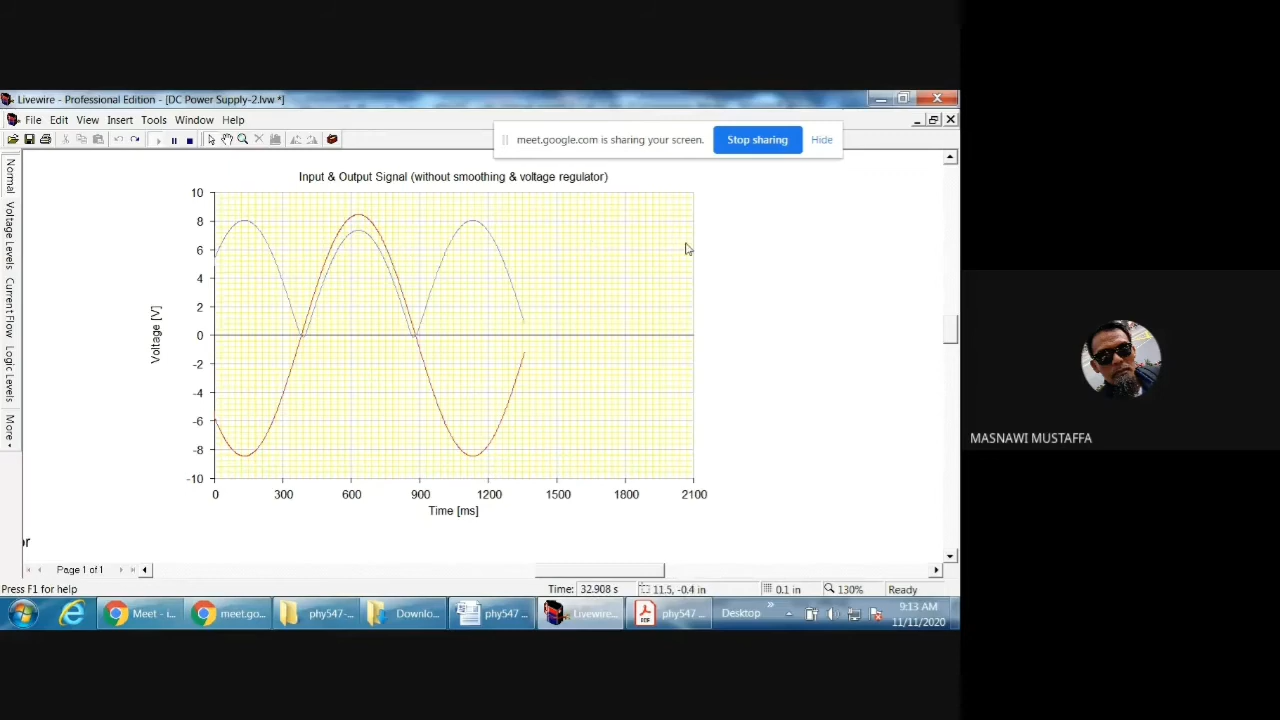 Livewire - Professional Edition - [DC Power Supply-2.lvw *]
File Edit View Insert Tools Window Help
meet.google.com is sharing your screen. Stop sharing Hide
Normal
Voltage Levels
Current Flow
Logic Levels
More
Input & Output Signal (without smoothing & voltage regulator)
10
8
6
4
2
0
-2
-4
-6
-8
-10
Voltage [V]
0 300 600 900 1200 1500 1800 2100
Time [ms]
or
Page 1 of 1
Press F1 for help Time: 32.908 s 11.5, -0.4 in 0.1 in 130% Ready
Meet - i... meet.go... phy547-... Downlo... phy547 ... Livewire... phy547 ... Desktop » 9:13 AM
11/11/2020
PDF
MASNAWI MUSTAFFA